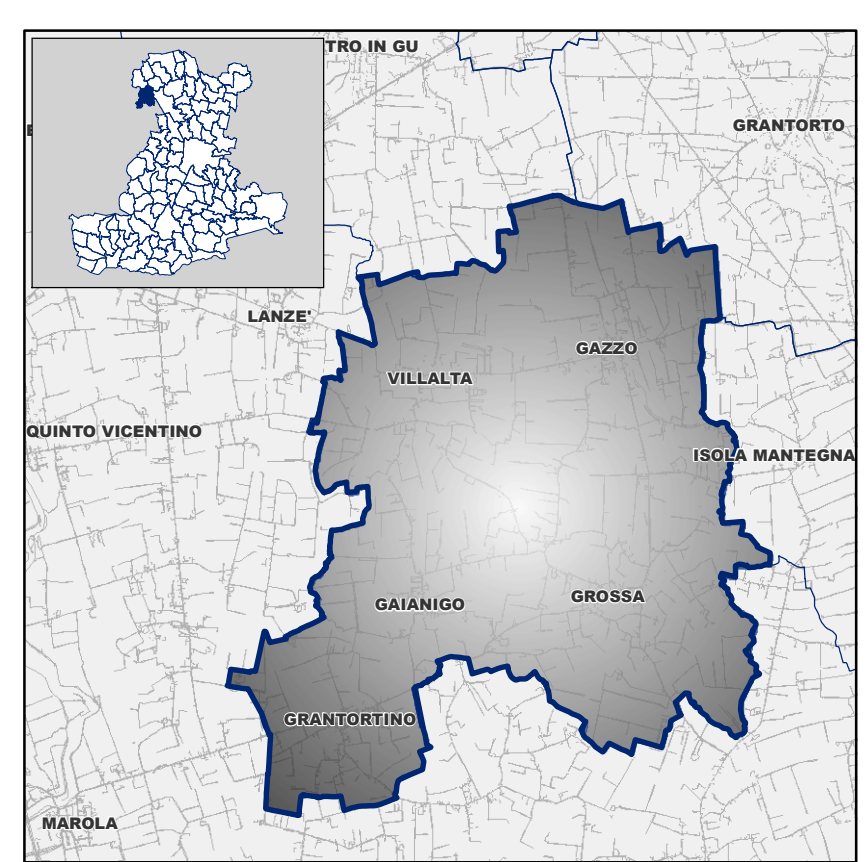 TRO IN GU
GRANTORTO
LANZE'
GAZZO
VILLALTA
QUINTO VICENTINO
ISOLA MANTEGNA
GAIANIGO
GROSSA
GRANTORTINO
MAROLA